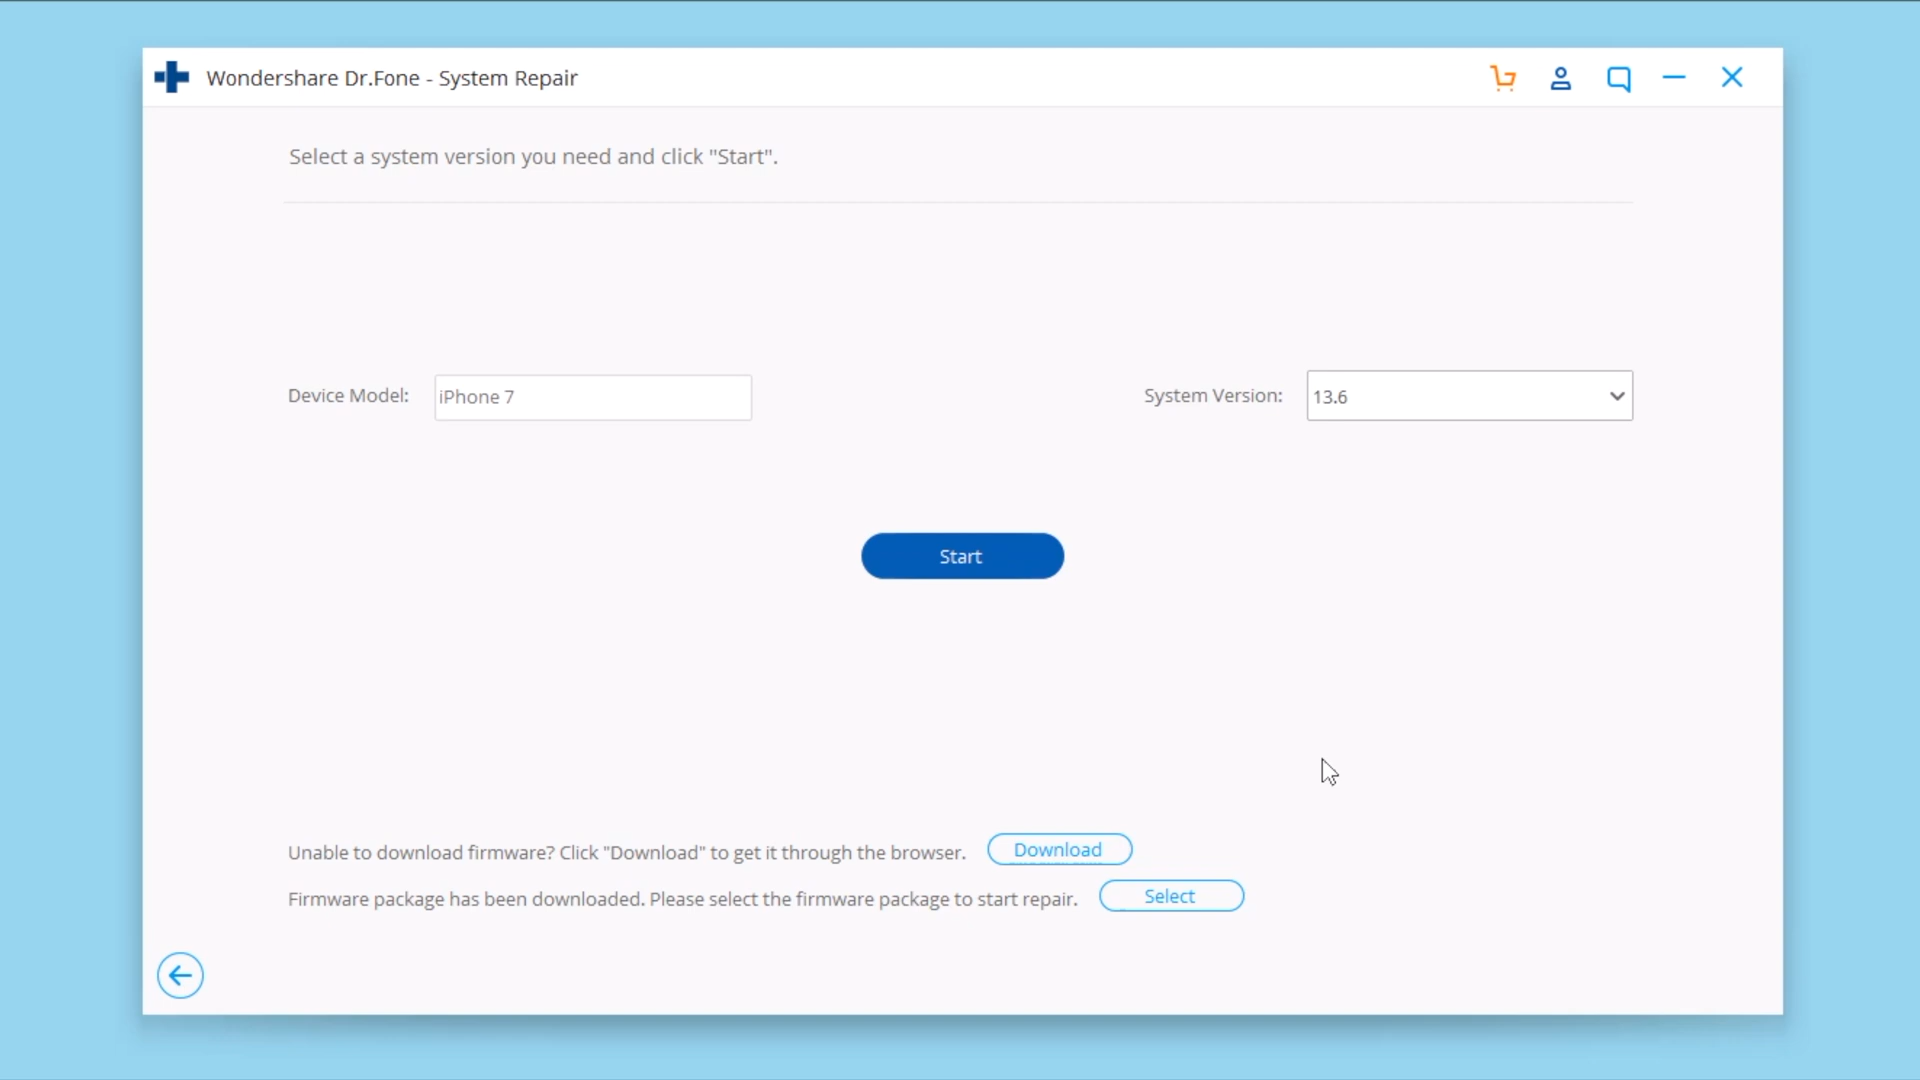 Wondershare Dr.Fone - System Repair
Select a system version you need and click "Start".
Device Model: iPhone 7 System Version: 13.6
Start
Unable to download firmware? Click "Download" to get it through the browser. Download
Firmware package has been downloaded. Please select the firmware package to start repair. Select